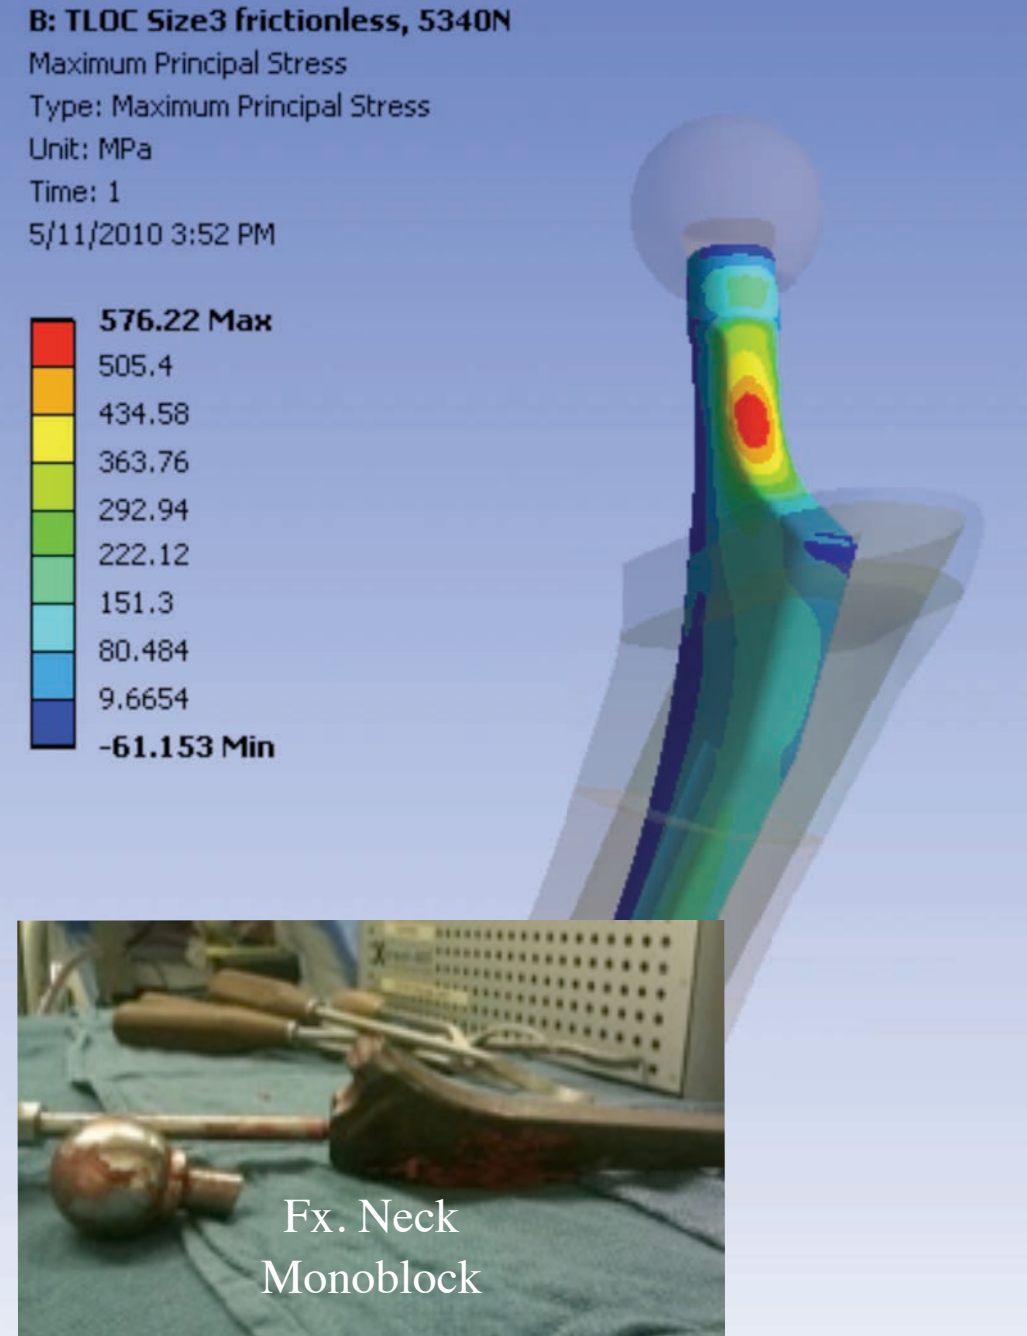 B: TLOC Size3 frictionless, 5340N
Maximum Principal Stress
Type: Maximum Principal Stress
Unit: MPa
Time: 1
5/11/2010 3:52 PM
576.22 Max
505.4
434.58
363.76
292.94
222.12
151.3
80.484
9.6654
-61.153 Min
Fx. Neck
Monoblock